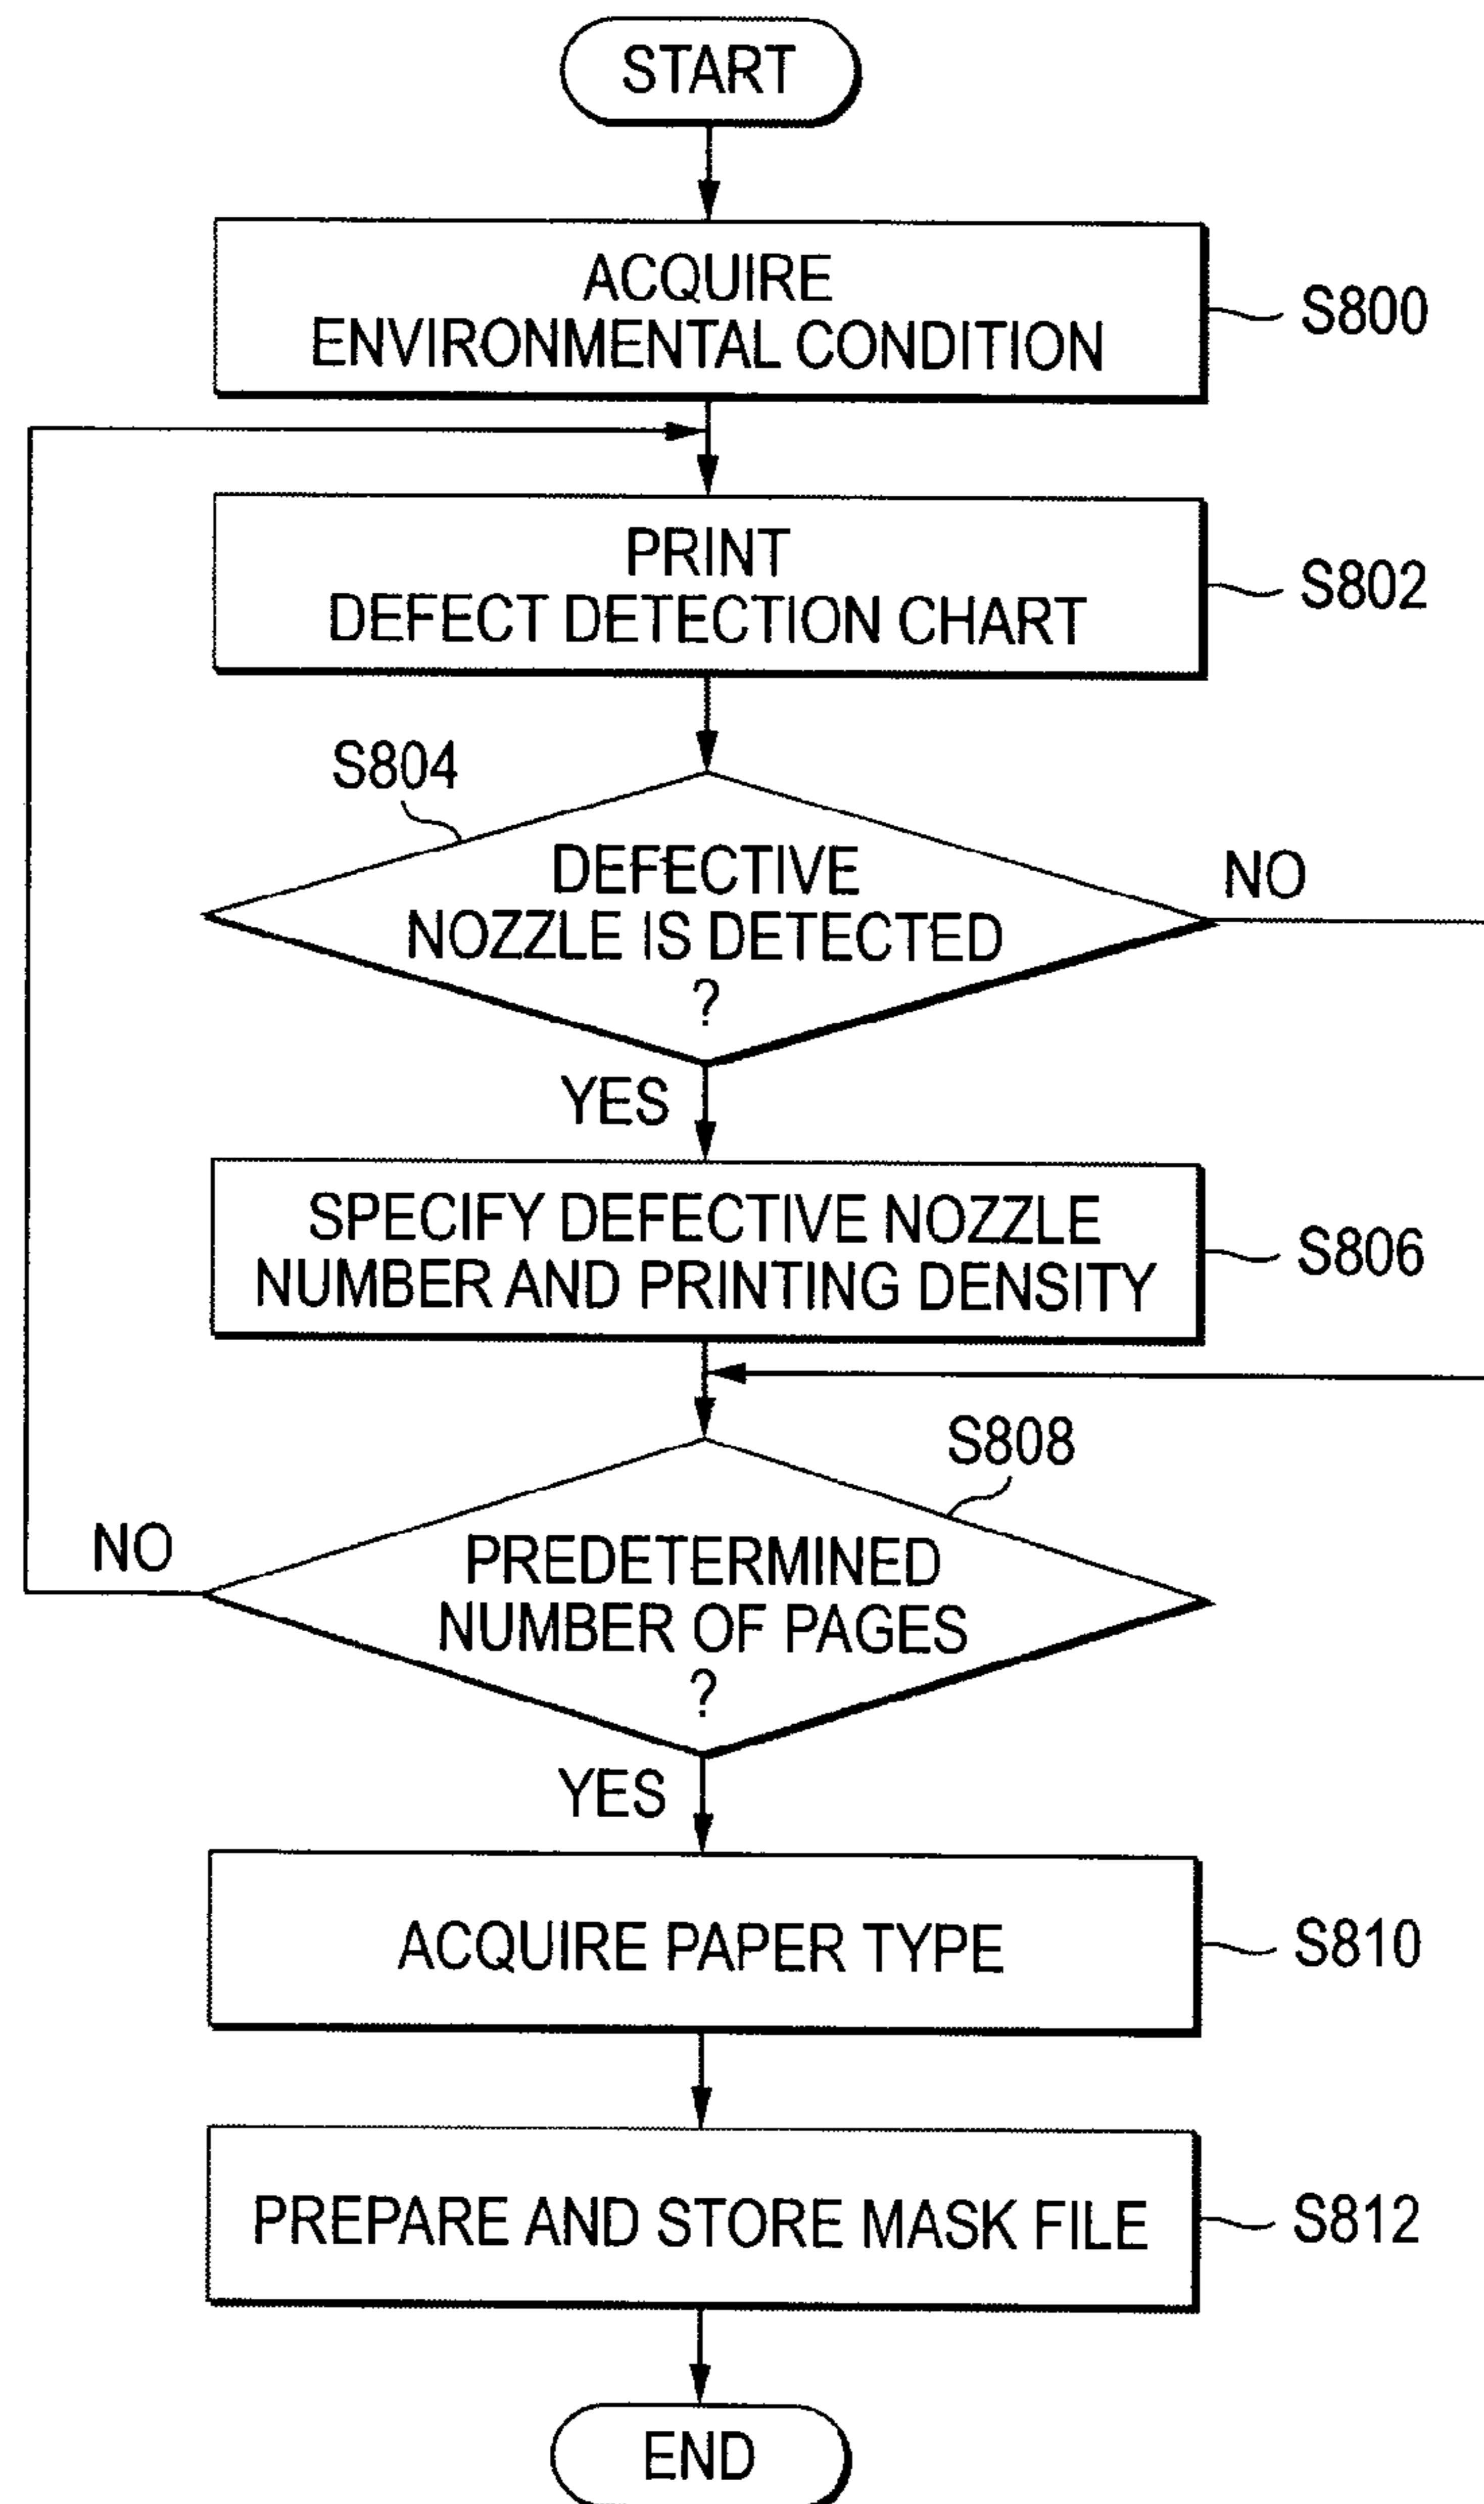 START
ACQUIRE
ENVIRONMENTAL CONDITION
S800
PRINT
DEFECT DETECTION CHART
S802
S804
DEFECTIVE
NOZZLE IS DETECTED
?
NO
YES
SPECIFY DEFECTIVE NOZZLE
NUMBER AND PRINTING DENSITY
S806
S808
PREDETERMINED
NUMBER OF PAGES
?
NO
YES
ACQUIRE PAPER TYPE
S810
PREPARE AND STORE MASK FILE
S812
END